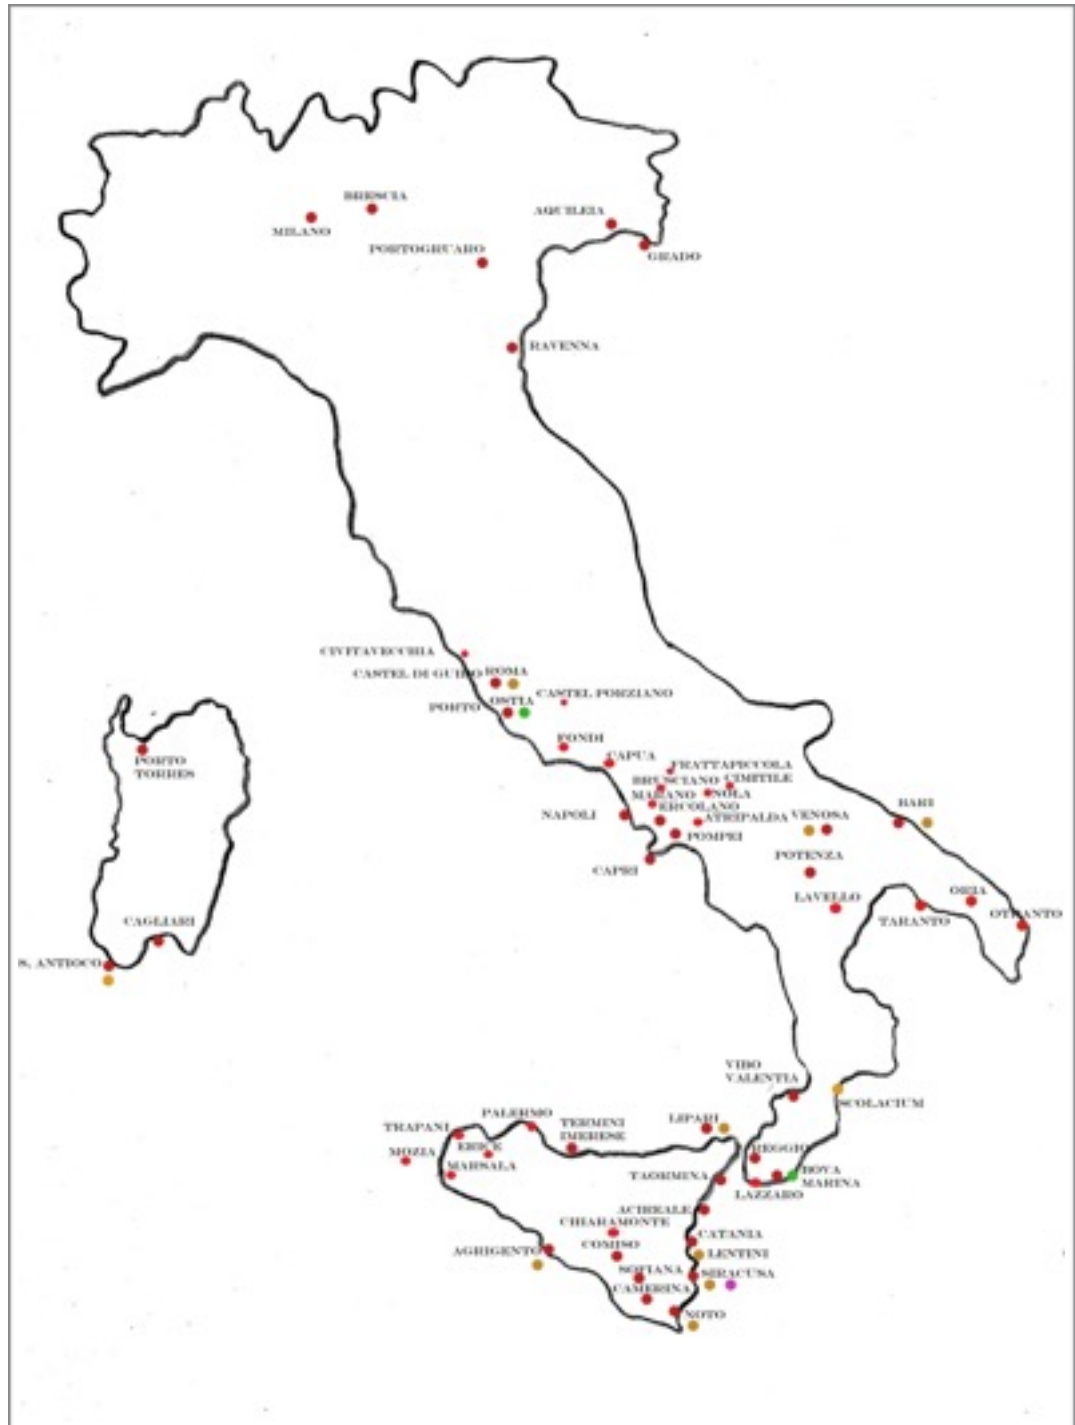 BRESCIA
MILANO
AQUILEIA
PORTOGRUARO
GRADO
RAVENNA
CIVITAVECCHIA
CASTEL DI GUIDO
ROMA
CASTEL PORZIANO
PORTO
OSTIA
FONDI
CAPUA
PORTO
TORRES
FRATTAPICCOLA
BRUSCIANO
CIMITILE
MARANO
NOLA
ERCOLANO
BARI
NAPOLI
ATRIPALDA
VENOSA
POMPEI
POTENZA
CAPRI
LAVELLO
ORIA
OTRANTO
TARANTO
CAGLIARI
S. ANTIOCO
VIBO
VALENTIA
SCOLACIUM
PALERMO
LIPARI
TRAPANI
TERMINI
IMERESE
ERICE
MOZIA
MARSALA
REGGIO
BOVA
MARINA
TAORMINA
LAZZARO
ACIREALE
CHIARAMONTE
CATANIA
COMISO
AGRIGENTO
LENTINI
SOFIANA
SIRACUSA
CAMERINA
NOTO